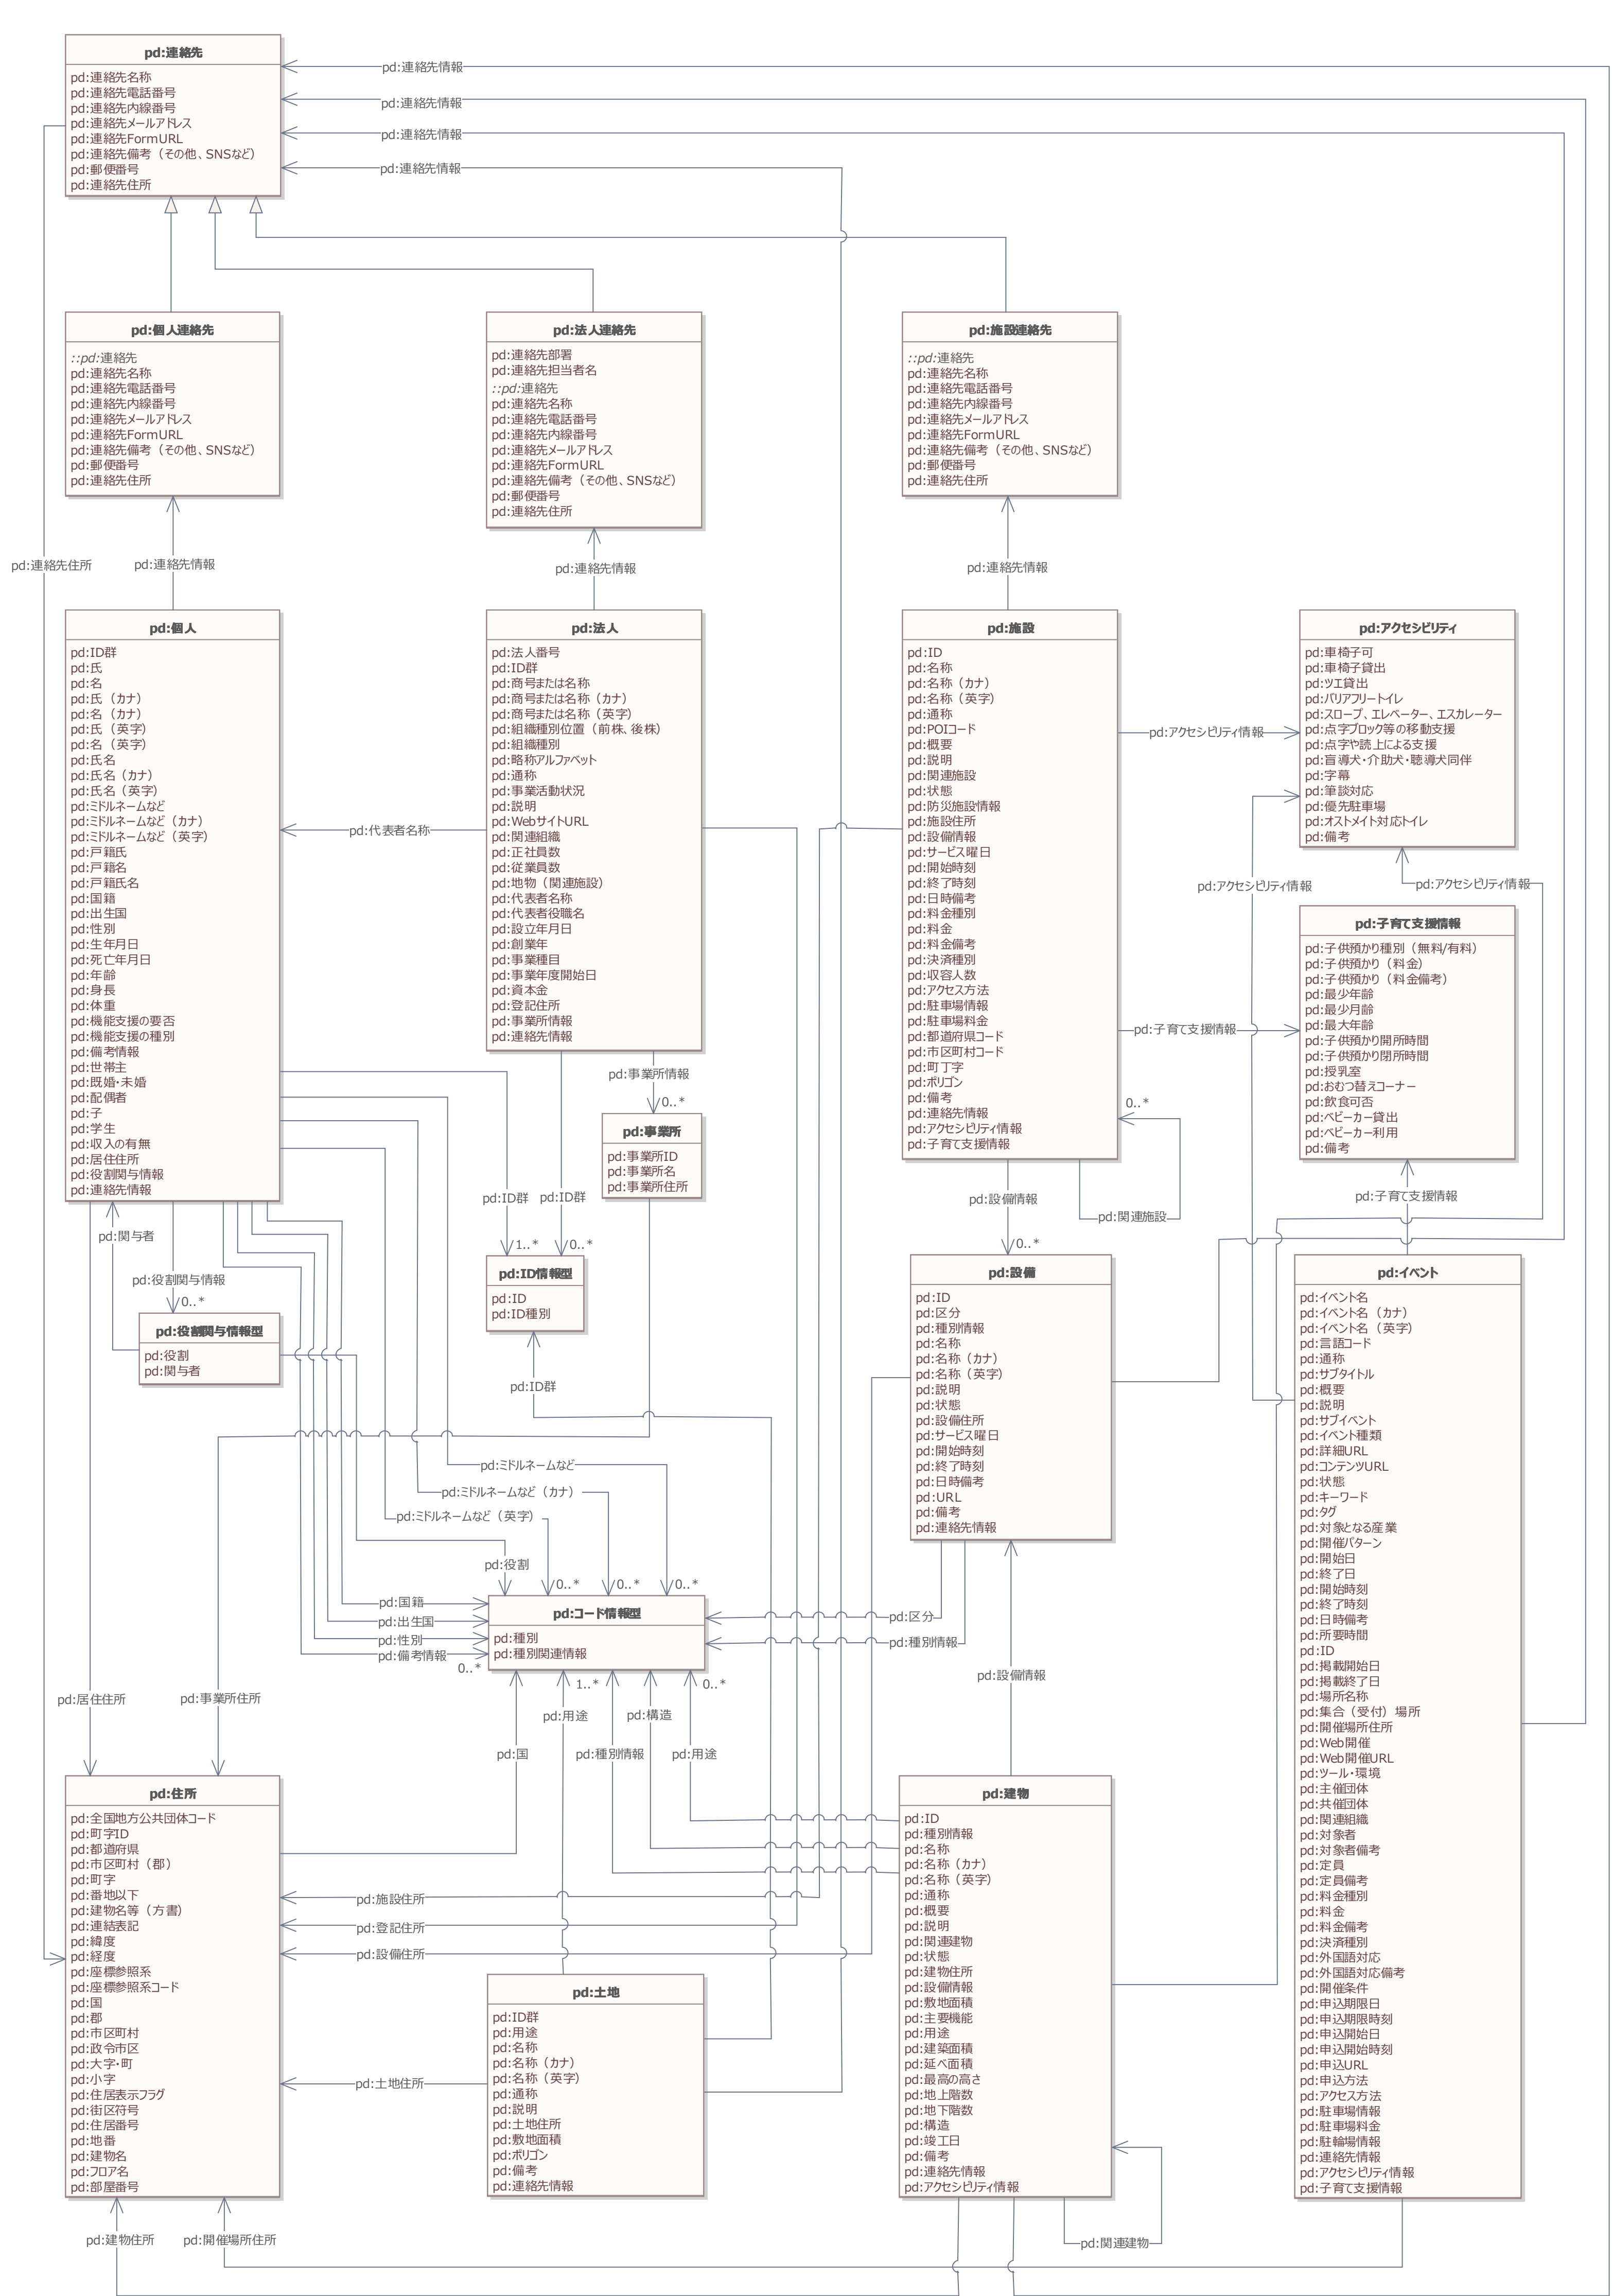 pd:連絡先
pd:連絡先名称
pd:連絡先電話番号
pd:連絡先内線番号
pd:連絡先メールアドレス
pd:連絡先FormURL
pd:連絡先備考（その他、SNSなど）
pd:郵便番号
pd:連絡先住所
pd:連絡先情報
pd:連絡先情報
pd:連絡先情報
pd:連絡先情報
pd:個人連絡先
::pd:連絡先
pd:連絡先名称
pd:連絡先電話番号
pd:連絡先内線番号
pd:連絡先メールアドレス
pd:連絡先FormURL
pd:連絡先備考（その他、SNSなど）
pd:郵便番号
pd:連絡先住所
pd:法人連絡先
pd:連絡先部署
pd:連絡先担当者名
::pd:連絡先
pd:連絡先名称
pd:連絡先電話番号
pd:連絡先内線番号
pd:連絡先メールアドレス
pd:連絡先FormURL
pd:連絡先備考（その他、SNSなど）
pd:郵便番号
pd:連絡先住所
pd:施設連絡先
::pd:連絡先
pd:連絡先名称
pd:連絡先電話番号
pd:連絡先内線番号
pd:連絡先メールアドレス
pd:連絡先FormURL
pd:連絡先備考（その他、SNSなど）
pd:郵便番号
pd:連絡先住所
pd:連絡先住所
pd:連絡先情報
pd:連絡先情報
pd:連絡先情報
pd:個人
pd:ID群
pd:氏
pd:名
pd:氏（カナ）
pd:名（カナ）
pd:氏（英字）
pd:名（英字）
pd:氏名
pd:氏名（カナ）
pd:氏名（英字）
pd:ミドルネームなど
pd:ミドルネームなど（カナ）
pd:ミドルネームなど（英字）
pd:戸籍氏
pd:戸籍名
pd:戸籍氏名
pd:国籍
pd:出生国
pd:性別
pd:生年月日
pd:死亡年月日
pd:年齢
pd:身長
pd:体重
pd:機能支援の要否
pd:機能支援の種別
pd:備考情報
pd:世帯主
pd:既婚・未婚
pd:配偶者
pd:子
pd:学生
pd:収入の有無
pd:居住住所
pd:役割関与情報
pd:連絡先情報
pd:代表者名称
pd:法人
pd:法人番号
pd:ID群
pd:商号または名称
pd:商号または名称（カナ）
pd:商号または名称（英字）
pd:組織種別位置（前株、後株）
pd:組織種別
pd:略称アルファベット
pd:通称
pd:事業活動状況
pd:説明
pd:WebサイトURL
pd:関連組織
pd:正社員数
pd:従業員数
pd:地物（関連施設）
pd:代表者名称
pd:代表者役職名
pd:設立年月日
pd:創業年
pd:事業種目
pd:事業年度開始日
pd:資本金
pd:登記住所
pd:事業所情報
pd:連絡先情報
pd:施設
pd:ID
pd:名称
pd:名称（カナ）
pd:名称（英字）
pd:通称
pd:POIコード
pd:概要
pd:説明
pd:関連施設
pd:状態
pd:防災施設情報
pd:施設住所
pd:設備情報
pd:サービス曜日
pd:開始時刻
pd:終了時刻
pd:日時備考
pd:料金種別
pd:料金
pd:料金備考
pd:決済種別
pd:収容人数
pd:アクセス方法
pd:駐車場情報
pd:駐車場料金
pd:都道府県コード
pd:市区町村コード
pd:町丁字
pd:ポリゴン
pd:備考
pd:連絡先情報
pd:アクセシビリティ情報
pd:子育て支援情報
pd:アクセシビリティ情報
pd:アクセシビリティ
pd:車椅子可
pd:車椅子貸出
pd:ツエ貸出
pd:バリアフリートイレ
pd:スロープ、エレベーター、エスカレーター
pd:点字ブロック等の移動支援
pd:点字や読上による支援
pd:盲導犬・介助犬・聴導犬同伴
pd:字幕
pd:筆談対応
pd:優先駐車場
pd:オストメイト対応トイレ
pd:備考
pd:アクセシビリティ情報
pd:アクセシビリティ情報
pd:子育て支援情報
pd:子供預かり種別（無料/有料）
pd:子供預かり（料金）
pd:子供預かり（料金備考）
pd:最少年齢
pd:最少月齢
pd:最大年齢
pd:子供預かり開所時間
pd:子供預かり閉所時間
pd:授乳室
pd:おむつ替えコーナー
pd:飲食可否
pd:ベビーカー貸出
pd:ベビーカー利用
pd:備考
pd:子育て支援情報
pd:事業所情報
0..*
pd:事業所
pd:事業所ID
pd:事業所名
pd:事業所住所
0..*
pd:関連施設
pd:設備情報
0..*
pd:子育て支援情報
pd:ID群
pd:ID群
1..*
0..*
pd:ID情報型
pd:ID
pd:ID種別
pd:ID群
pd:関与者
pd:役割関与情報
0..*
pd:役割関与情報型
pd:役割
pd:関与者
pd:設備
pd:ID
pd:区分
pd:種別情報
pd:名称
pd:名称（カナ）
pd:名称（英字）
pd:説明
pd:状態
pd:設備住所
pd:サービス曜日
pd:開始時刻
pd:終了時刻
pd:日時備考
pd:URL
pd:備考
pd:連絡先情報
pd:イベント
pd:イベント名
pd:イベント名（カナ）
pd:イベント名（英字）
pd:言語コード
pd:通称
pd:サブタイトル
pd:概要
pd:説明
pd:サブイベント
pd:イベント種類
pd:詳細URL
pd:コンテンツURL
pd:状態
pd:キーワード
pd:タグ
pd:対象となる産業
pd:開催パターン
pd:開始日
pd:終了日
pd:開始時刻
pd:終了時刻
pd:日時備考
pd:所要時間
pd:ID
pd:掲載開始日
pd:掲載終了日
pd:場所名称
pd:集合（受付）場所
pd:開催場所住所
pd:Web開催
pd:Web開催URL
pd:ツール・環境
pd:主催団体
pd:共催団体
pd:関連組織
pd:対象者
pd:対象者備考
pd:定員
pd:定員備考
pd:料金種別
pd:料金
pd:料金備考
pd:決済種別
pd:外国語対応
pd:外国語対応備考
pd:開催条件
pd:申込期限日
pd:申込期限時刻
pd:申込開始日
pd:申込開始時刻
pd:申込URL
pd:申込方法
pd:アクセス方法
pd:駐車場情報
pd:駐車場料金
pd:駐輪場情報
pd:連絡先情報
pd:アクセシビリティ情報
pd:子育て支援情報
pd:ミドルネームなど
pd:ミドルネームなど（カナ）
pd:ミドルネームなど（英字）
pd:役割
0..*
0..*
0..*
pd:国籍
pd:出生国
pd:性別
pd:備考情報
0..*
pd:コード情報型
pd:種別
pd:種別関連情報
pd:区分
pd:種別情報
pd:設備情報
1..*
0..*
pd:居住住所
pd:事業所住所
pd:国
pd:用途
pd:種別情報
pd:構造
pd:用途
pd:住所
pd:全国地方公共団体コード
pd:町字ID
pd:都道府県
pd:市区町村（郡）
pd:町字
pd:番地以下
pd:建物名等（方書）
pd:連結表記
pd:緯度
pd:経度
pd:座標参照系
pd:座標参照系コード
pd:国
pd:郡
pd:市区町村
pd:政令市区
pd:大字・町
pd:小字
pd:住居表示フラグ
pd:街区符号
pd:住居番号
pd:地番
pd:建物名
pd:フロア名
pd:部屋番号
pd:施設住所
pd:登記住所
pd:設備住所
pd:土地住所
pd:土地
pd:ID群
pd:用途
pd:名称
pd:名称（カナ）
pd:名称（英字）
pd:通称
pd:説明
pd:土地住所
pd:敷地面積
pd:ポリゴン
pd:備考
pd:連絡先情報
pd:建物
pd:ID
pd:種別情報
pd:名称
pd:名称（カナ）
pd:名称（英字）
pd:通称
pd:概要
pd:説明
pd:関連建物
pd:状態
pd:建物住所
pd:設備情報
pd:敷地面積
pd:主要機能
pd:用途
pd:建築面積
pd:延べ面積
pd:最高の高さ
pd:地上階数
pd:地下階数
pd:構造
pd:竣工日
pd:備考
pd:連絡先情報
pd:アクセシビリティ情報
pd:建物住所
pd:開催場所住所
pd:関連建物